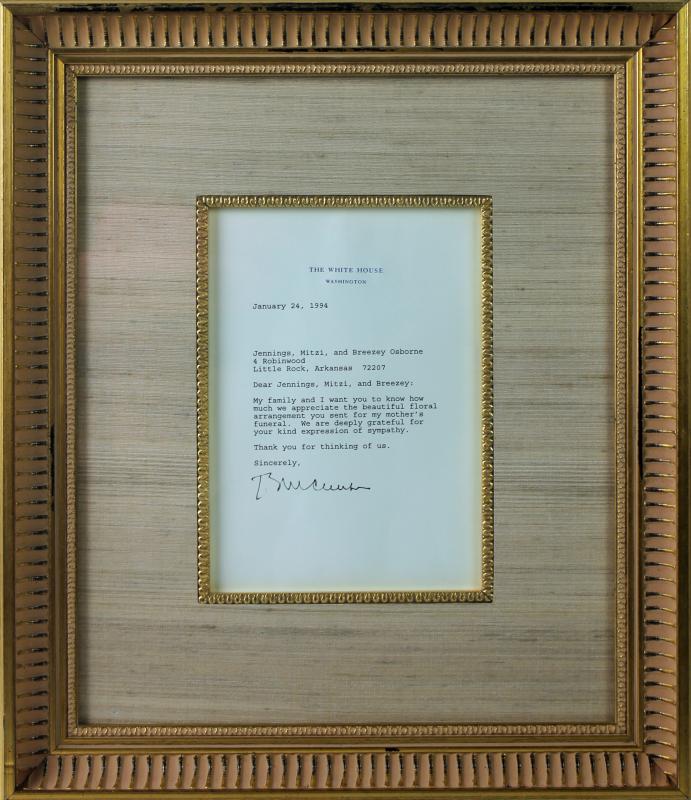 THE WHITE HOUSE
WASHINGTON
January 24, 1994
Jennings, Mitzi, and Breezey Osborne
4 Robinwood
Little Rock, Arkansas 72207
Dear Jennings, Mitzi, and Breezey:
My family and I want you to know how
much we appreciate the beautiful floral
arrangement you sent for my mother's
funeral. We are deeply grateful for
your kind expression of sympathy.
Thank you for thinking of us.
Sincerely,
Bill Clinton